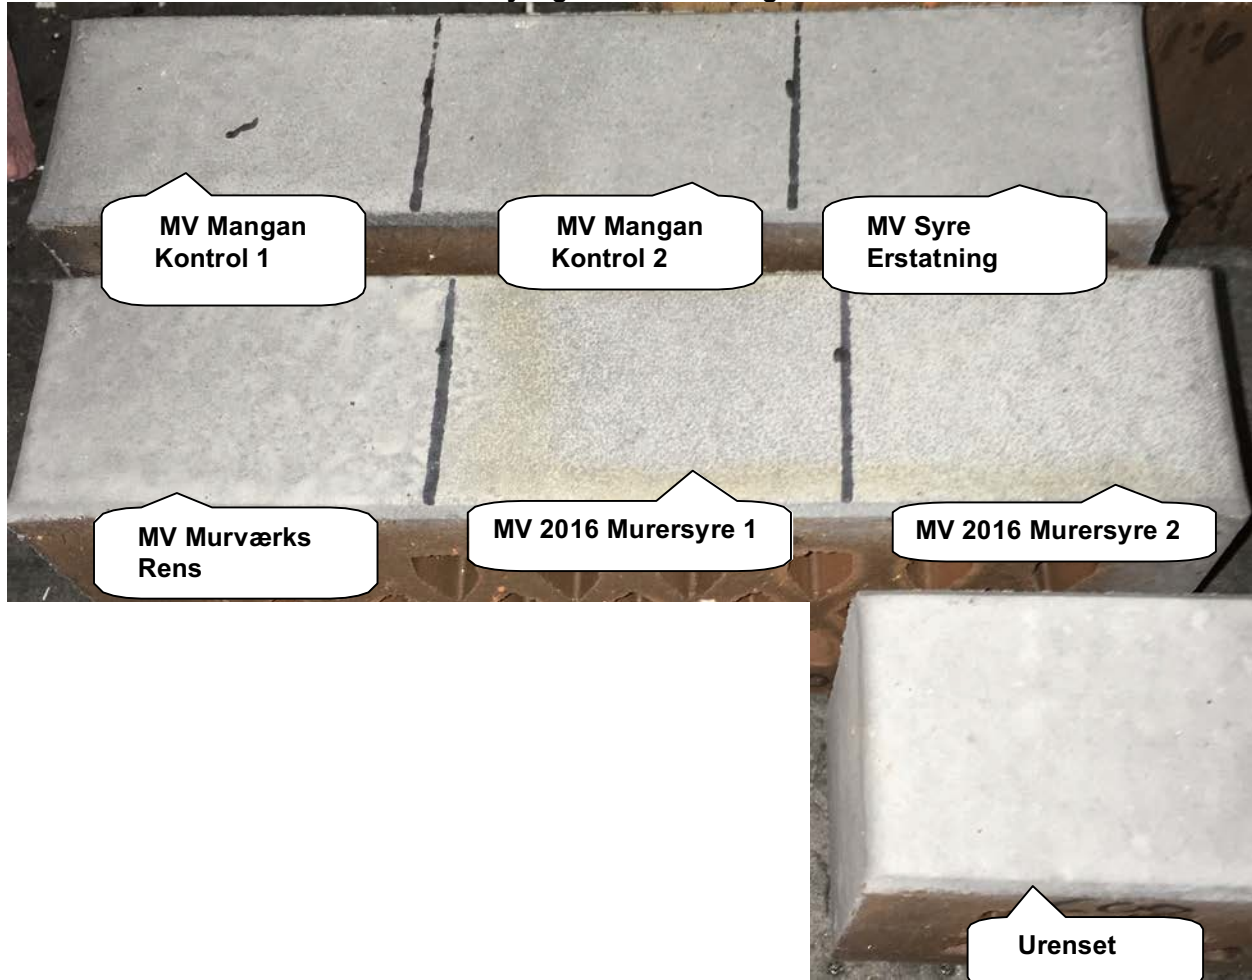 MV Mangan
Kontrol 1
MV Mangan
Kontrol 2
MV Syre
Erstatning
MV Murværks
Rens
MV 2016 Murersyre 1
MV 2016 Murersyre 2
Urenset